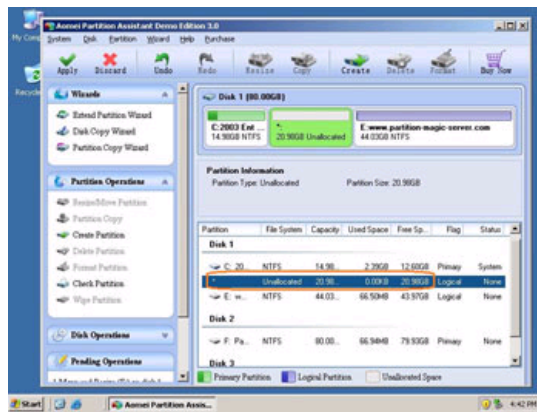 Aomei Partition Assistant Demo Edition 3.0
My Com
System Disk Partition Wizard Help Purchase
Apply Discard Undo Redo Resize Copy Create Delete Format Buy Now
Recycle
Wizards
Extend Partition Wizard
Disk Copy Wizard
Partition Copy Wizard
Partition Operations
Resize/Move Partition
Partition Copy
Create Partition
Delete Partition
Format Partition
Check Partition
Wipe Partition
Disk Operations
Pending Operations
Disk 1 (80.00GB)
C:2003 Ent ...
14.98GB NTFS
*:
20.98GB Unallocated
E:www.partition-magic-server.com
44.03GB NTFS
Partition Information
Partition Type: Unallocated Partition Size: 20.98GB
Partition File System Capacity Used Space Free Sp... Flag Status
Disk 1
C: 20... NTFS 14.98... 2.39GB 12.60GB Primary System
* Unallocated 20.98... 0.00KB 20.98GB Logical None
E: w... NTFS 44.03... 66.50MB 43.97GB Logical None
Disk 2
F: Pa... NTFS 80.00... 66.94MB 79.93GB Primary None
Disk 3
Primary Partition Logical Partition Unallocated Space
Start Aomei Partition Assis... 4:42 PM